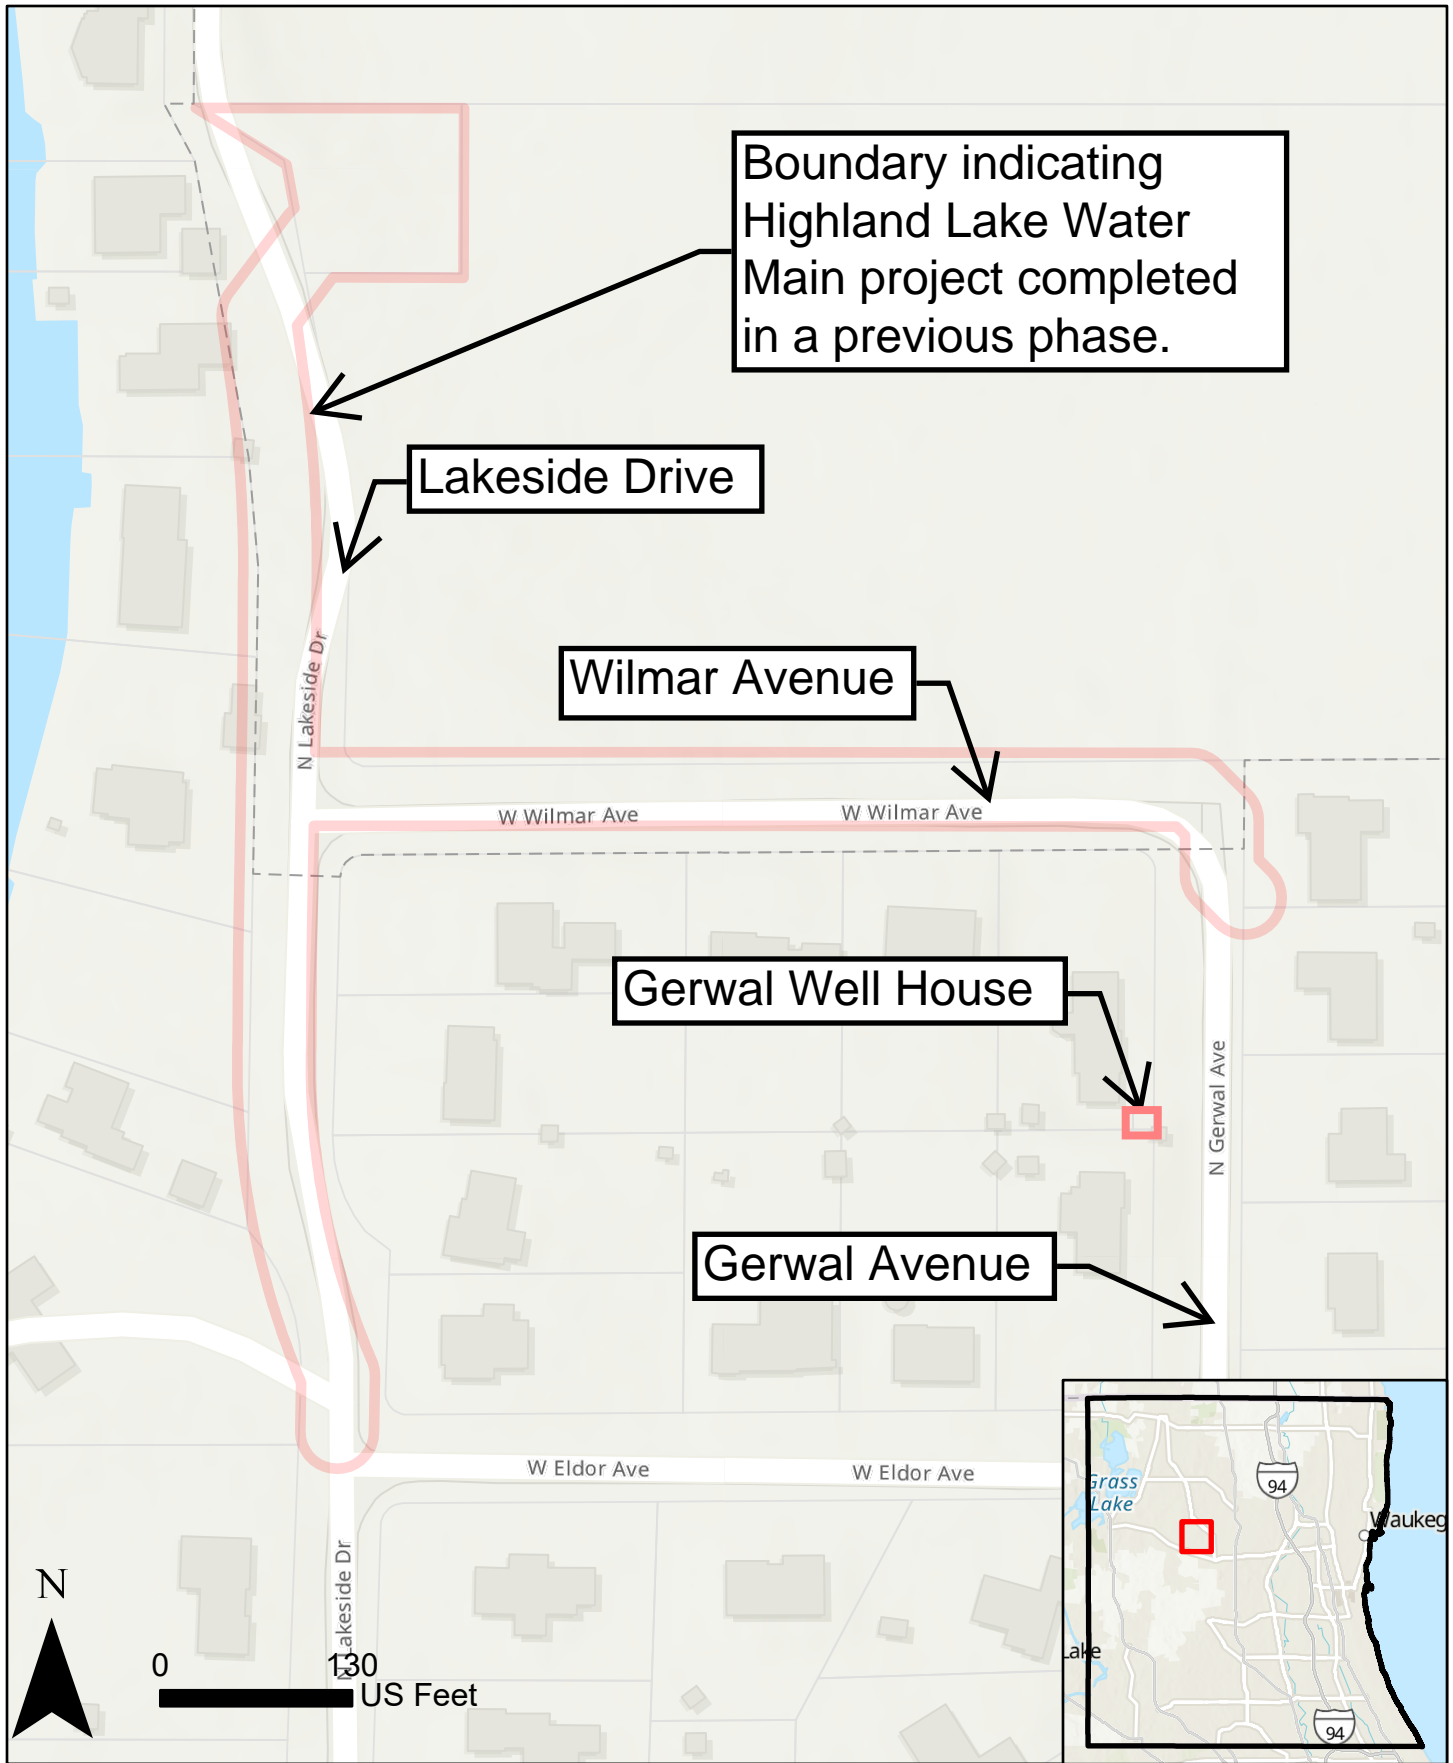 Boundary indicating
Highland Lake Water
Main project completed
in a previous phase.
Lakeside Drive
N Lakeside Dr
Wilmar Avenue
W Wilmar Ave
W Wilmar Ave
Gerwal Well House
N Gerwal Ave
Gerwal Avenue
W Eldor Ave
W Eldor Ave
N Lakeside Dr
N
0
130
US Feet
Grass
Lake
94
Waukeg
Lake
94